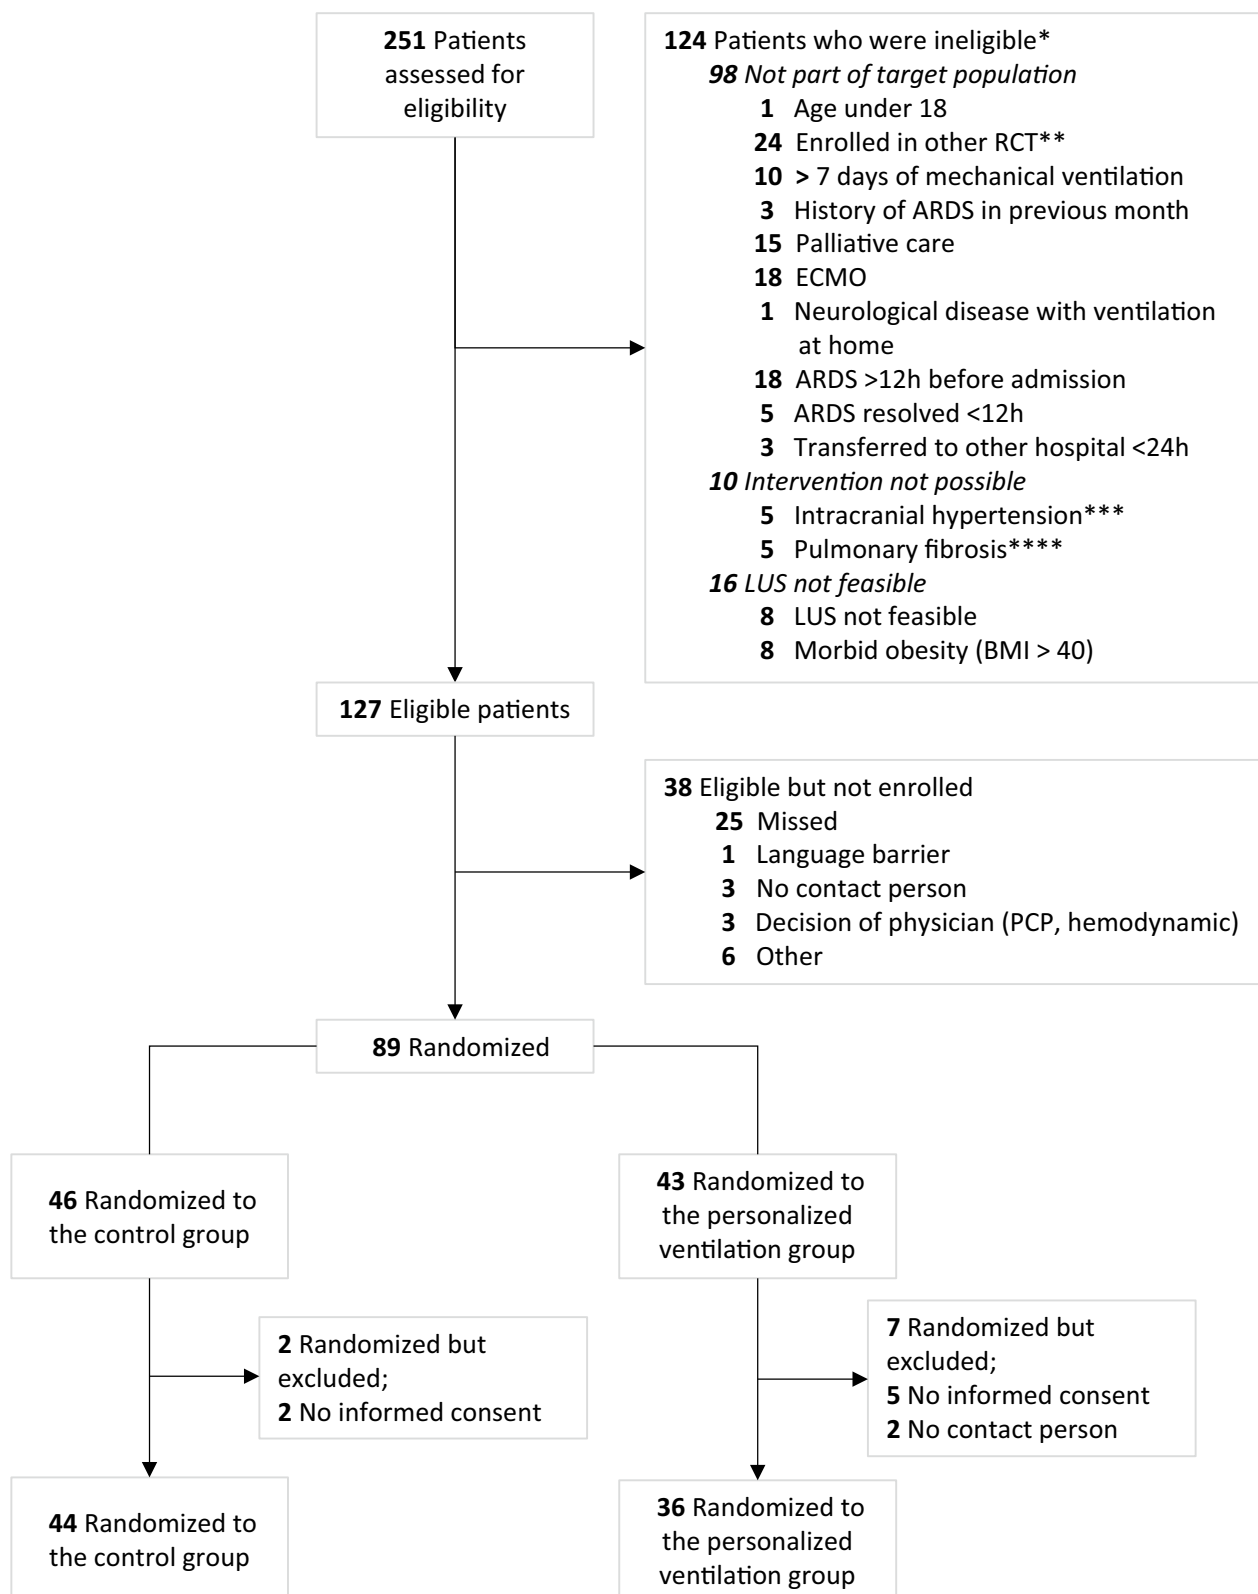 251 Patients
assessed for
eligibility
124 Patients who were ineligible*
98 Not part of target population
1 Age under 18
24 Enrolled in other RCT**
10 > 7 days of mechanical ventilation
3 History of ARDS in previous month
15 Palliative care
18 ECMO
1 Neurological disease with ventilation
at home
18 ARDS >12h before admission
5 ARDS resolved <12h
3 Transferred to other hospital <24h
10 Intervention not possible
5 Intracranial hypertension***
5 Pulmonary fibrosis****
16 LUS not feasible
8 LUS not feasible
8 Morbid obesity (BMI > 40)
127 Eligible patients
38 Eligible but not enrolled
25 Missed
1 Language barrier
3 No contact person
3 Decision of physician (PCP, hemodynamic)
6 Other
89 Randomized
46 Randomized to
the control group
43 Randomized to
the personalized
ventilation group
2 Randomized but
excluded;
2 No informed consent
7 Randomized but
excluded;
5 No informed consent
2 No contact person
44 Randomized to
the control group
36 Randomized to
the personalized
ventilation group